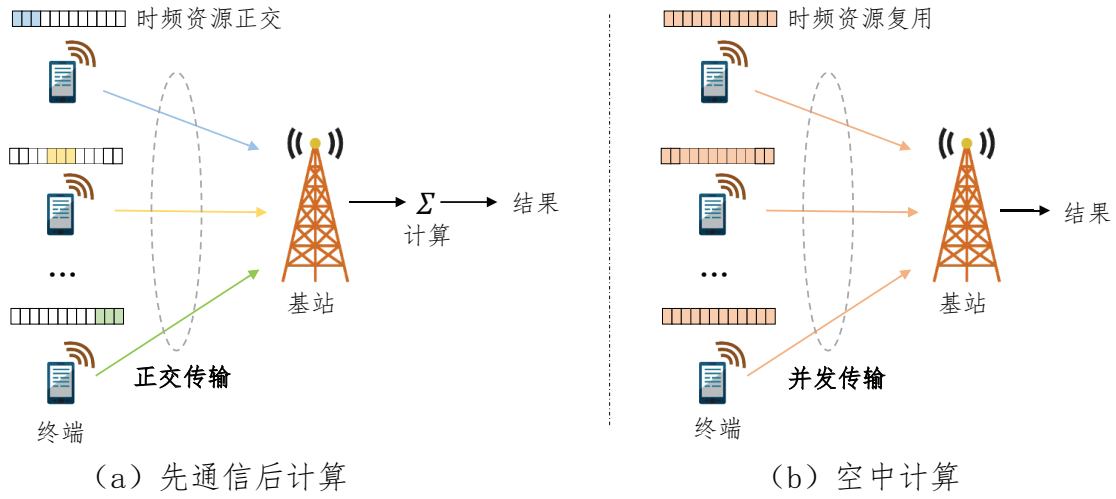 时频资源正交
Σ
结果
计算
...
基站
正交传输
终端
(a) 先通信后计算
时频资源复用
结果
...
基站
并发传输
终端
(b) 空中计算